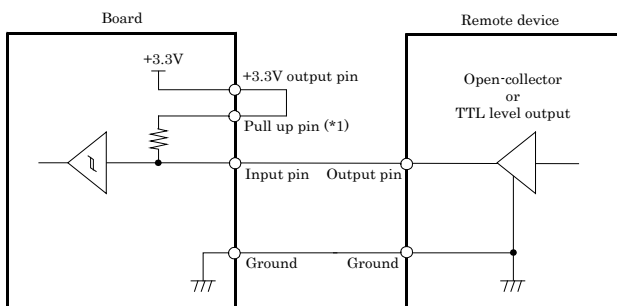 Board
Remote device
+3.3V
+3.3V output pin
Pull up pin (*1)
Open-collector
or
TTL level output
Input pin
Output pin
Ground
Ground